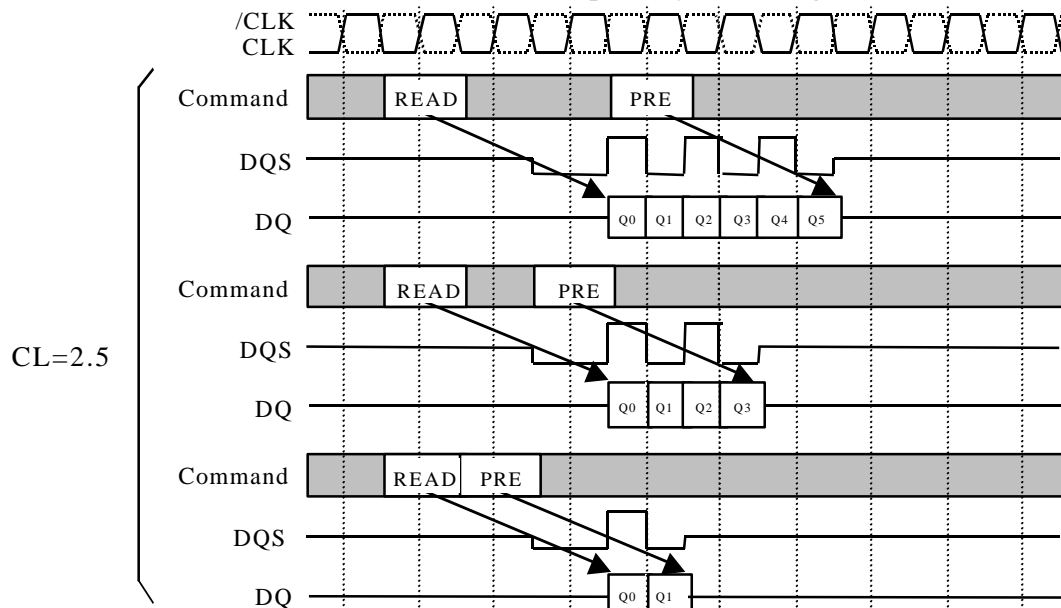 /CLK
CLK
Command READ PRE
DQS
DQ Q0 Q1 Q2 Q3 Q4 Q5
Command READ PRE
CL=2.5
DQS
DQ Q0 Q1 Q2 Q3
Command READ PRE
DQS
DQ Q0 Q1